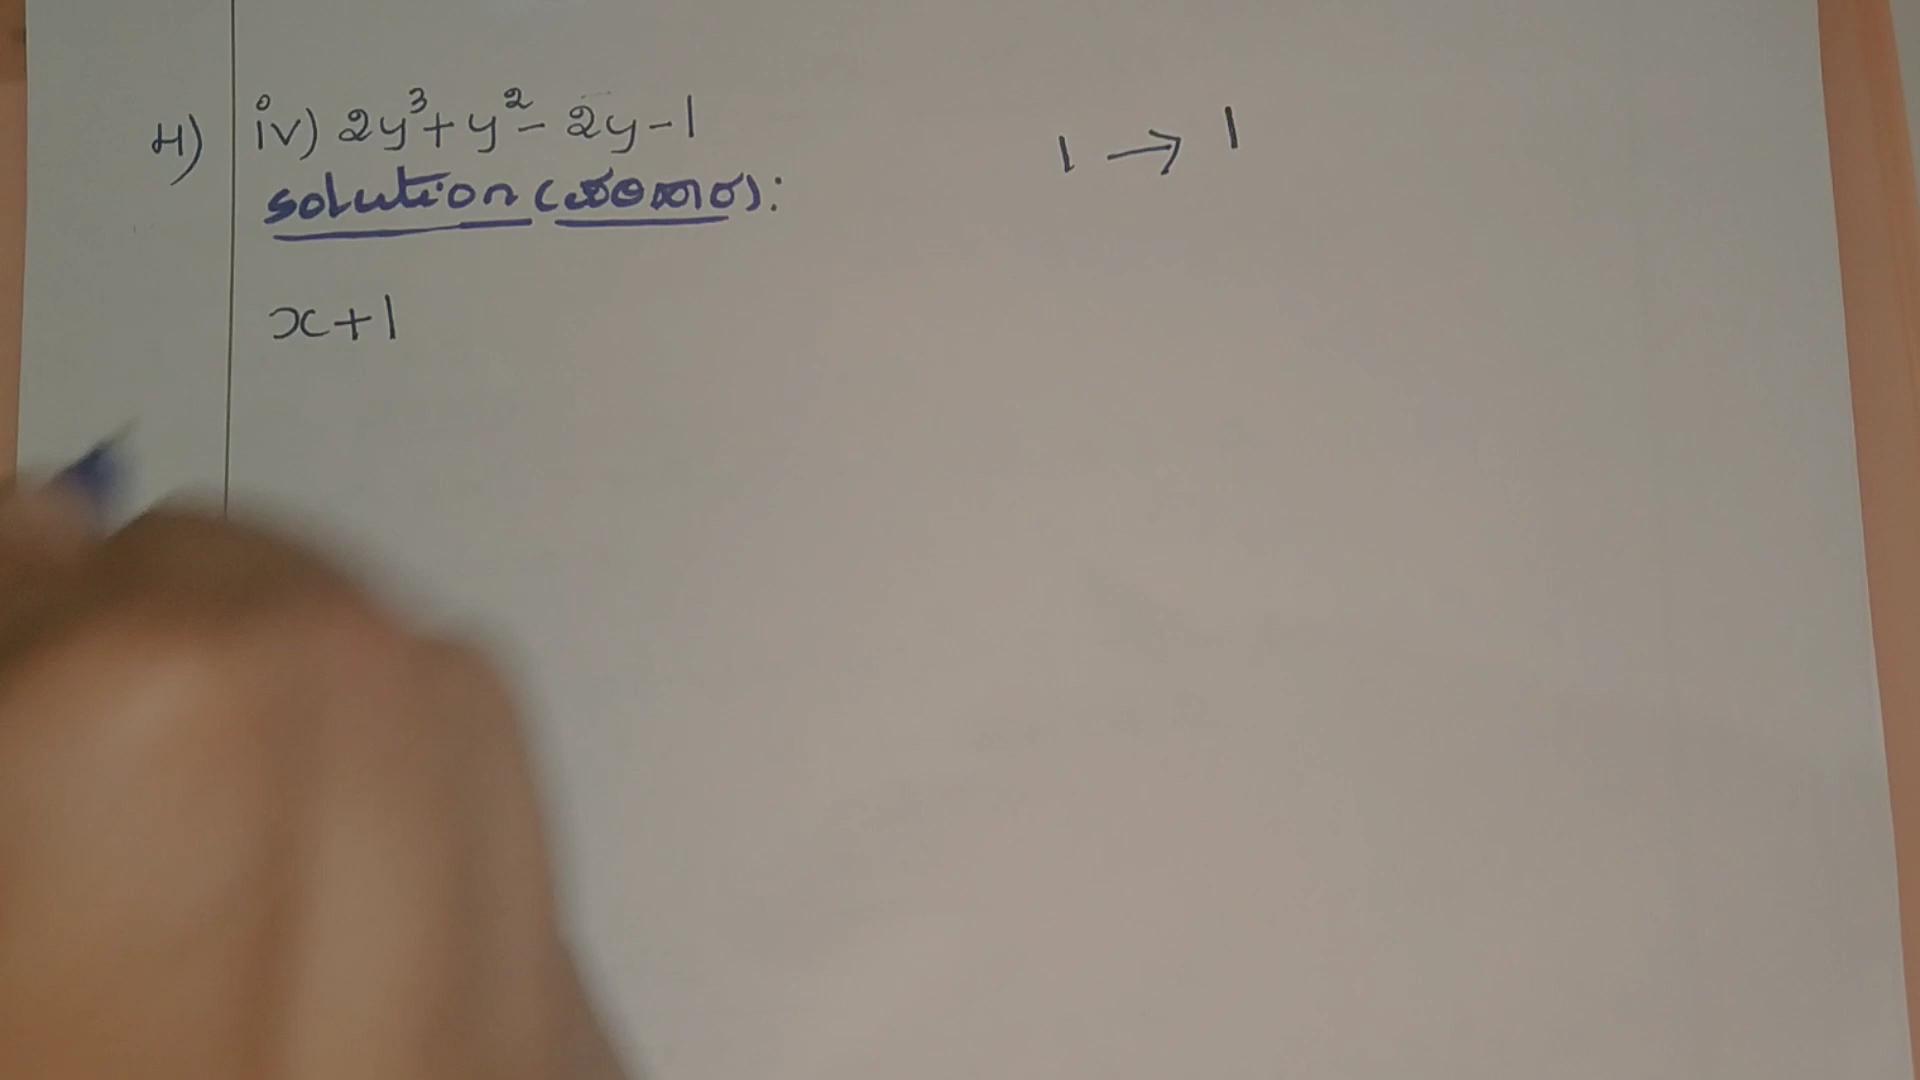 4) iv) 2y³+y²-2y-1
1 → 1
solution (ಪರಿಹಾರ):
x+1